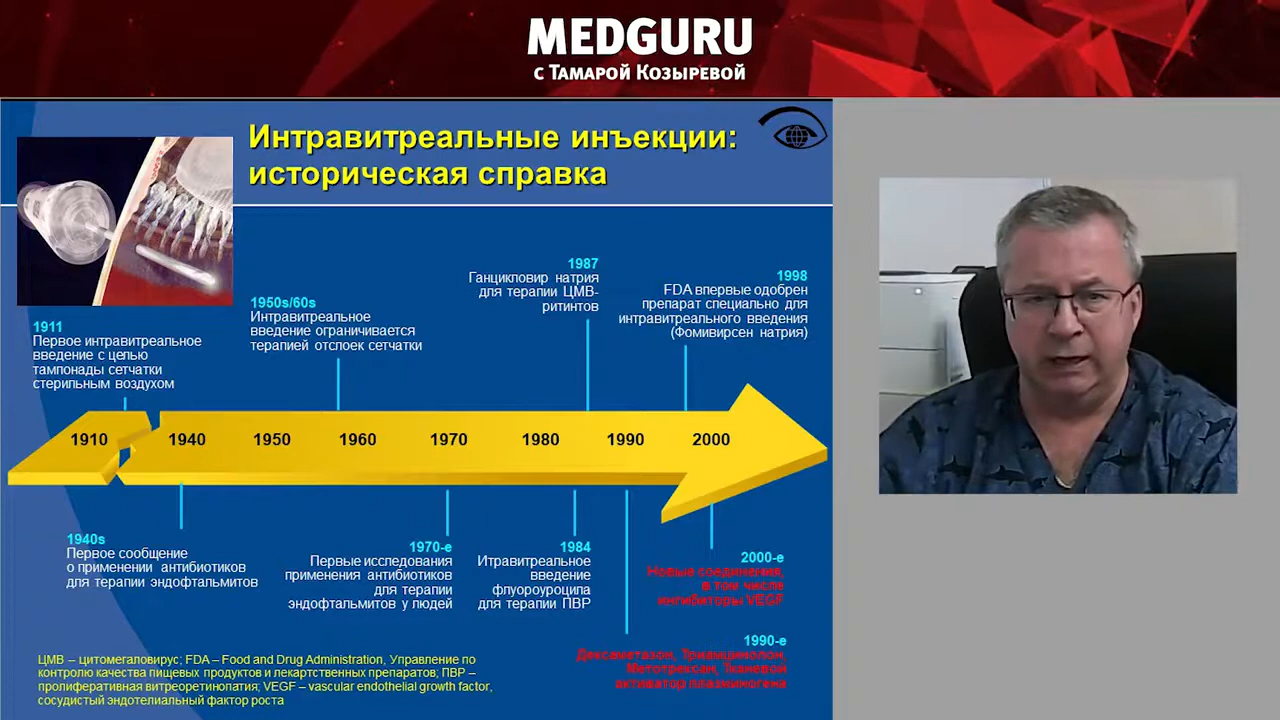 MEDGURU
с Тамарой Козыревой
Интравитреальные инъекции:
историческая справка
1911
Первое интравитреальное
введение с целью
тампонады сетчатки
стерильным воздухом
1950s/60s
Интравитреальное
введение ограничивается
терапией отслоек сетчатки
1987
Ганцикловир натрия
для терапии ЦМВ-
ритинтов
1998
FDA впервые одобрен
препарат специально для
интравитреального введения
(Фомивирсен натрия)
1910 1940 1950 1960 1970 1980 1990 2000
1940s
Первое сообщение
о применении антибиотиков
для терапии эндофтальмитов
1970-е
Первые исследования
применения антибиотиков
для терапии
эндофтальмитов у людей
1984
Итравитреальное
введение
флуороуроцила
для терапии ПВР
2000-е
Новые соединения,
в том числе
ингибиторы VEGF
1990-е
Дексаметазон, Триамцинолон,
Метотрексан, Тканевой
активатор плазминогена
ЦМВ – цитомегаловирус; FDA – Food and Drug Administration, Управление по
контролю качества пищевых продуктов и лекарственных препаратов; ПВР –
пролиферативная витреоретинопатия; VEGF – vascular endothelial growth factor,
сосудистый эндотелиальный фактор роста